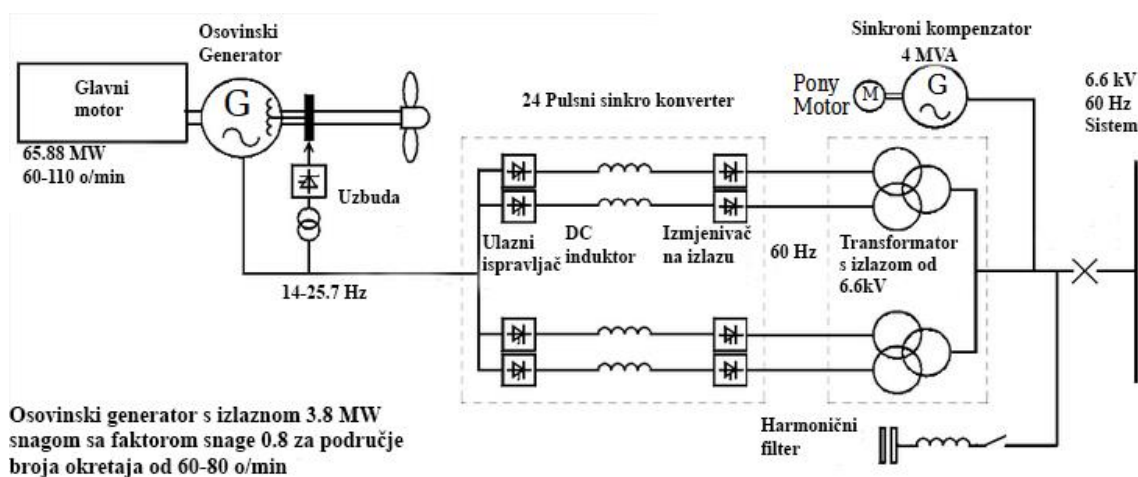 Osovinski
Generator
G
Glavni
motor
65.88 MW
60-110 o/min
Uzbuda
14-25.7 Hz
24 Pulsni sinkro konverter
Ulazni
ispravljač
DC
induktor
Izmjenivač
na izlazu
60 Hz
Sinkroni kompenzator
4 MVA
Pony
Motor
M
G
6.6 kV
60 Hz
Sistem
Transformator
s izlazom od
6.6kV
Harmonični
filter
Osovinski generator s izlaznom 3.8 MW
snagom sa faktorom snage 0.8 za područje
broja okretaja od 60-80 o/min